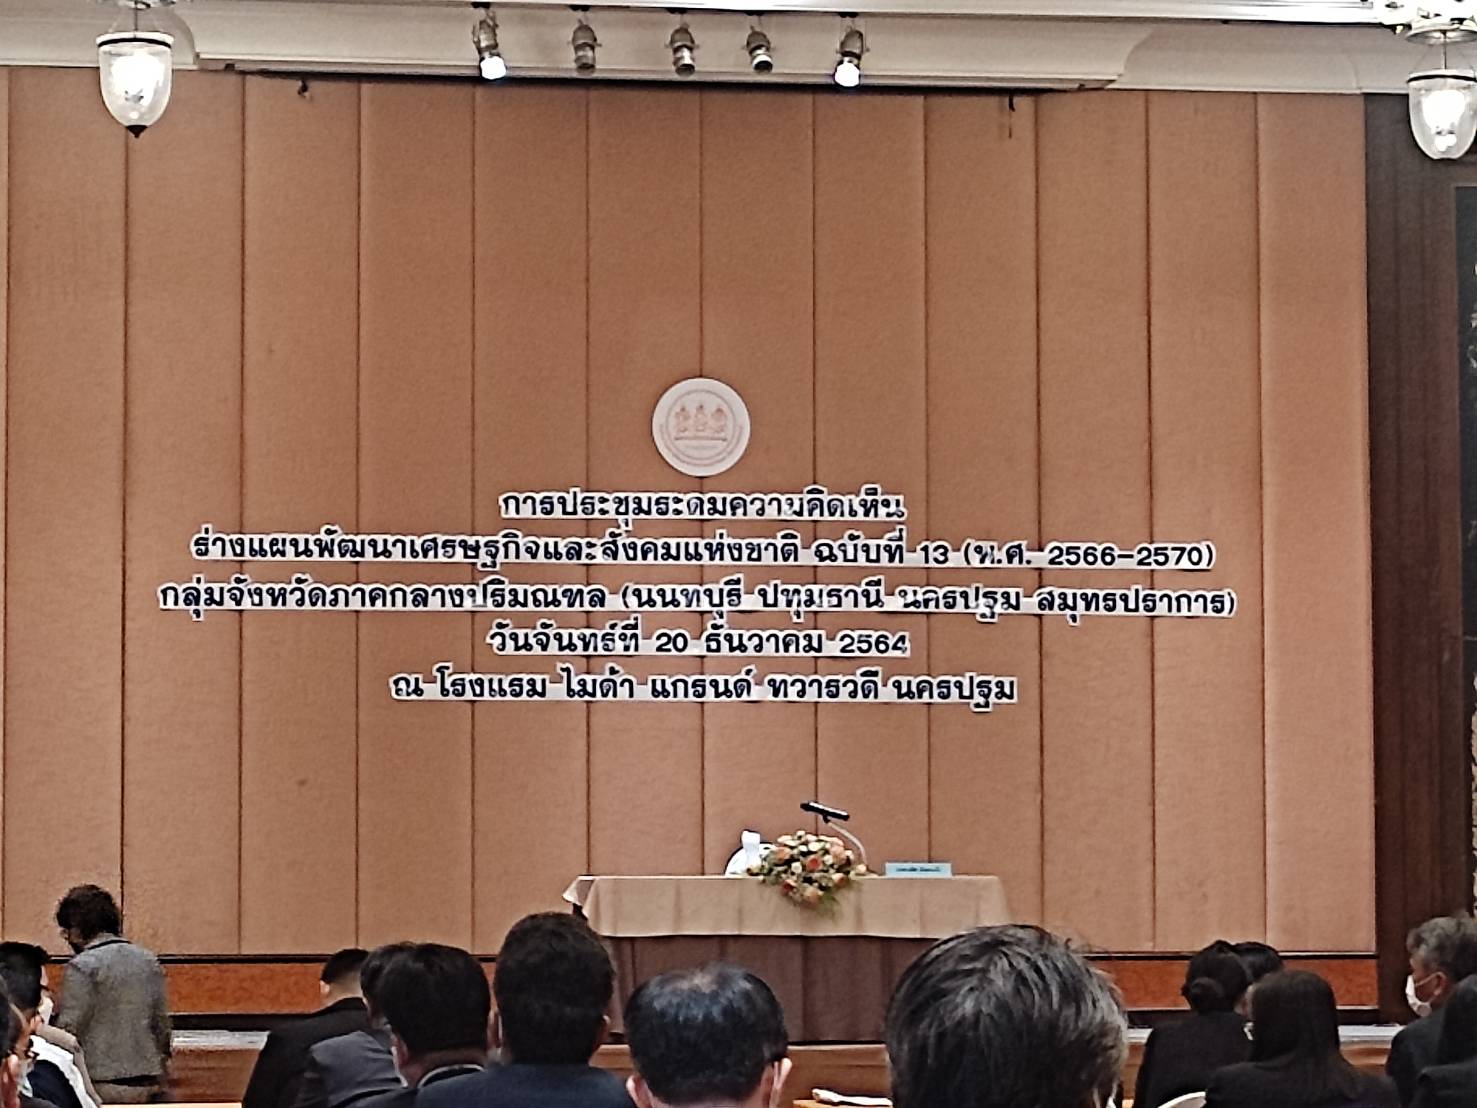 การประชุมระดมความคิดเห็น
ร่างแผนพัฒนาเศรษฐกิจและสังคมแห่งชาติ ฉบับที่ 13 (พ.ศ. 2566-2570)
กลุ่มจังหวัดภาคกลางปริมณฑล (นนทบุรี ปทุมธานี นครปฐม สมุทรปราการ)
วันจันทร์ที่ 20 ธันวาคม 2564
ณ โรงแรม ไมด้า แกรนด์ ทวารวดี นครปฐม